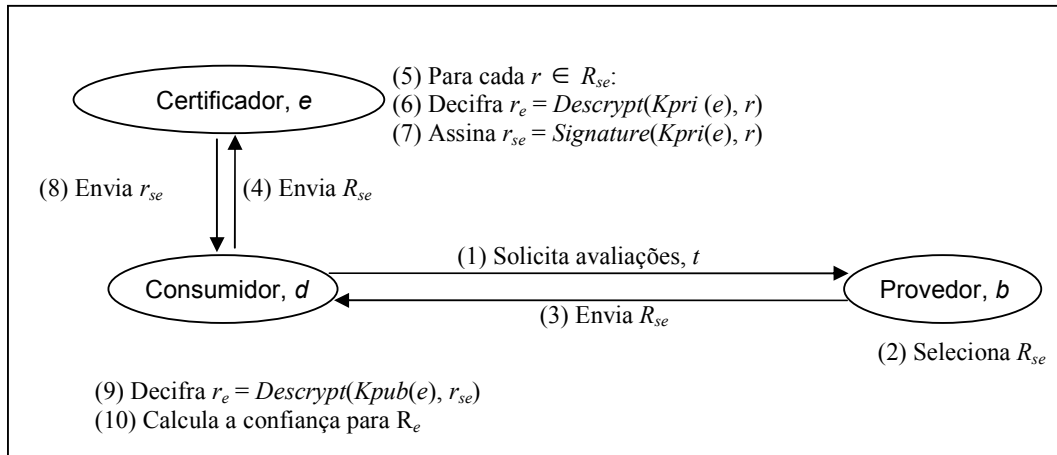 Certificador, e
(5) Para cada r ∈ Rse:
(6) Decifra re = Descrypt(Kpri (e), r)
(7) Assina rse = Signature(Kpri(e), r)
(8) Envia rse
(4) Envia Rse
(1) Solicita avaliações, t
Consumidor, d
Provedor, b
(3) Envia Rse
(2) Seleciona Rse
(9) Decifra re = Descrypt(Kpub(e), rse)
(10) Calcula a confiança para Re